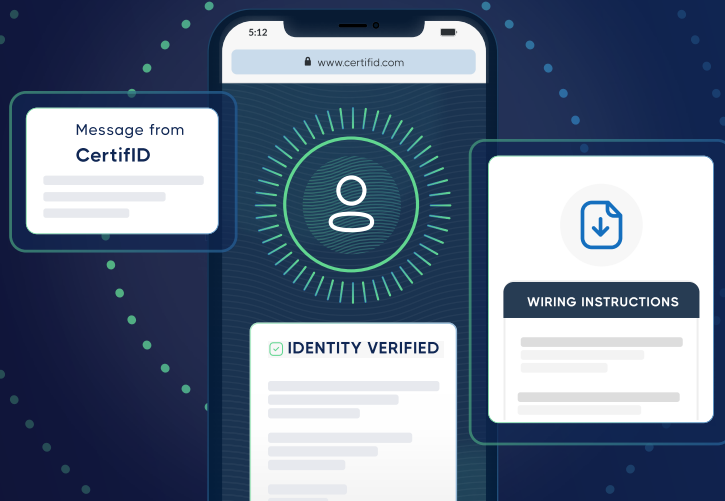 5:12
www.certifid.com
Message from
CertifID
IDENTITY VERIFIED
WIRING INSTRUCTIONS